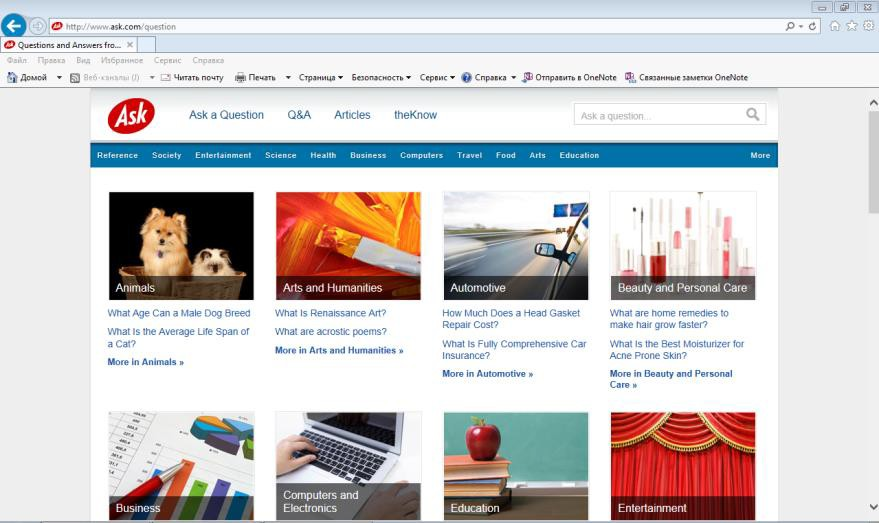 http://www.ask.com/question
Ask Questions and Answers fro...
Файл Правка Вид Избранное Сервис Справка
Домой Веб-каналы (J) Читать почту Печать Страница Безопасность Сервис Справка Отправить в OneNote Связанные заметки OneNote
Ask Ask a Question Q&A Articles theKnow Ask a question...
Reference Society Entertainment Science Health Business Computers Travel Food Arts Education More
Animals
What Age Can a Male Dog Breed
What Is the Average Life Span of
a Cat?
More in Animals »
Arts and Humanities
What Is Renaissance Art?
What are acrostic poems?
More in Arts and Humanities »
Automotive
How Much Does a Head Gasket
Repair Cost?
What Is Fully Comprehensive Car
Insurance?
More in Automotive »
Beauty and Personal Care
What are home remedies to
make hair grow faster?
What Is the Best Moisturizer for
Acne Prone Skin?
More in Beauty and Personal
Care »
Business
Computers and
Electronics
Education
Entertainment